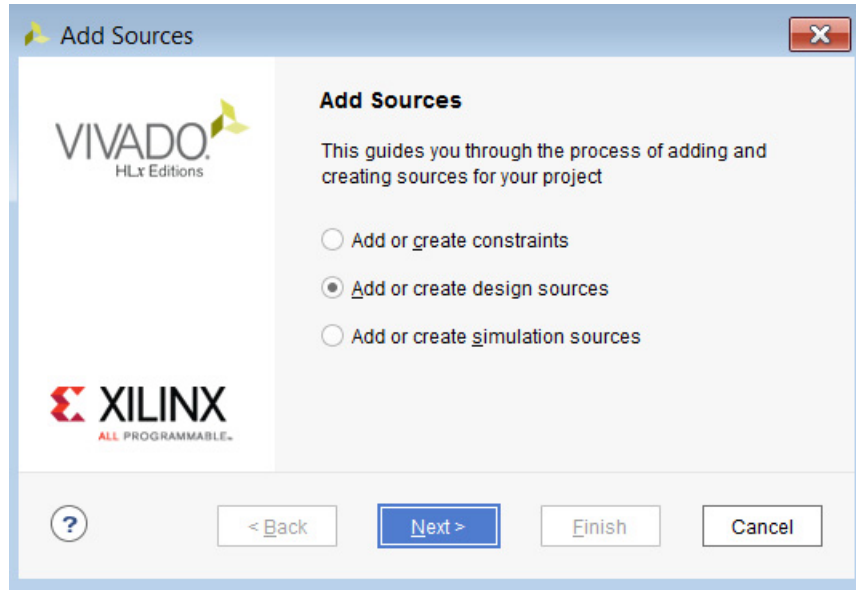 Add Sources
VIVADO.
HLx Editions
Add Sources
This guides you through the process of adding and
creating sources for your project
Add or create constraints
Add or create design sources
Add or create simulation sources
XILINX
ALL PROGRAMMABLE™
?
< Back
Next >
Finish
Cancel